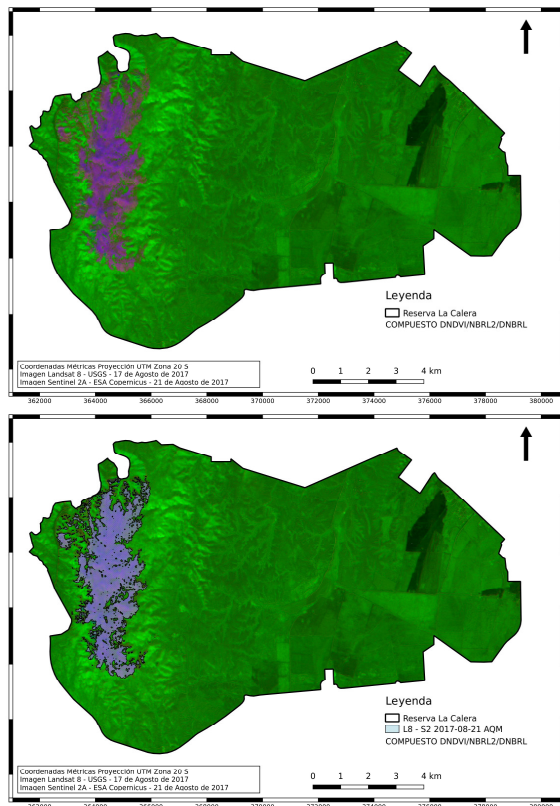 Leyenda
Reserva La Calera
COMPUESTO DNDVI/NBRL2/DNBRL
Coordenadas Métricas Proyección UTM Zona 20 S
Imagen Landsat 8 - USGS - 17 de Agosto de 2017
Imagen Sentinel 2A - ESA Copernicus - 21 de Agosto de 2017
0 1 2 3 4 km
362000 364000 366000 368000 370000 372000 374000 376000 378000 380000
Leyenda
Reserva La Calera
L8 - S2 2017-08-21 AQM
COMPUESTO DNDVI/NBRL2/DNBRL
Coordenadas Métricas Proyección UTM Zona 20 S
Imagen Landsat 8 - USGS - 17 de Agosto de 2017
Imagen Sentinel 2A - ESA Copernicus - 21 de Agosto de 2017
0 1 2 3 4 km